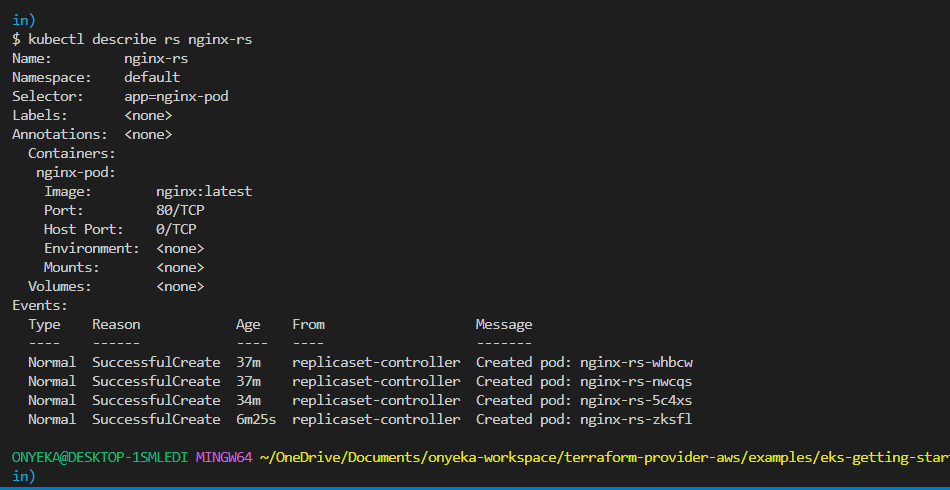 in)
$ kubectl describe rs nginx-rs
Name:         nginx-rs
Namespace:    default
Selector:     app=nginx-pod
Labels:       <none>
Annotations:  <none>
  Containers:
   nginx-pod:
    Image:        nginx:latest
    Port:         80/TCP
    Host Port:    0/TCP
    Environment:  <none>
    Mounts:       <none>
  Volumes:        <none>
Events:
  Type    Reason            Age    From                   Message
  ----    ------            ----   ----                   -------
  Normal  SuccessfulCreate  37m    replicaset-controller  Created pod: nginx-rs-whbcw
  Normal  SuccessfulCreate  37m    replicaset-controller  Created pod: nginx-rs-nwcqs
  Normal  SuccessfulCreate  34m    replicaset-controller  Created pod: nginx-rs-5c4xs
  Normal  SuccessfulCreate  6m25s  replicaset-controller  Created pod: nginx-rs-zksfl
ONYEKA@DESKTOP-1SMLEDI MINGW64 ~/OneDrive/Documents/onyeka-workspace/terraform-provider-aws/examples/eks-getting-star
in)